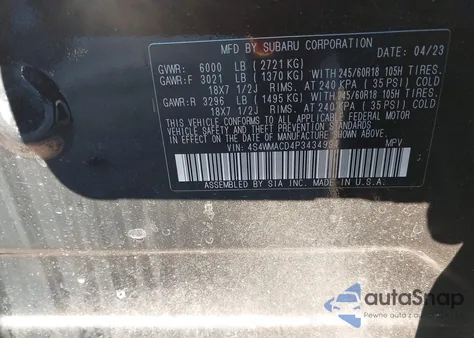 MFD BY SUBARU CORPORATION DATE: 04/23
GVWR: 6000 LB (2721 KG)
GAWR:F 3021 LB (1370 KG) WITH 245/60R18 105H TIRES.
18X7 1/2J RIMS. AT 240 KPA (35 PSI) COLD
GAWR:R 3296 LB (1495 KG) WITH 245/60R18 105H TIRES.
18X7 1/2J RIMS. AT 240 KPA (35 PSI) COLD
THIS VEHICLE CONFORMS TO ALL APPLICABLE FEDERAL MOTOR
VEHICLE SAFETY STANDARDS IN
EFFECT ON THE DATE OF MANUFACTURE SHOWN ABOVE.
VIN: MPV
ASSEMBLED BY SIA INC. MADE IN U.S.A.
autoSnap
Pewne auto z